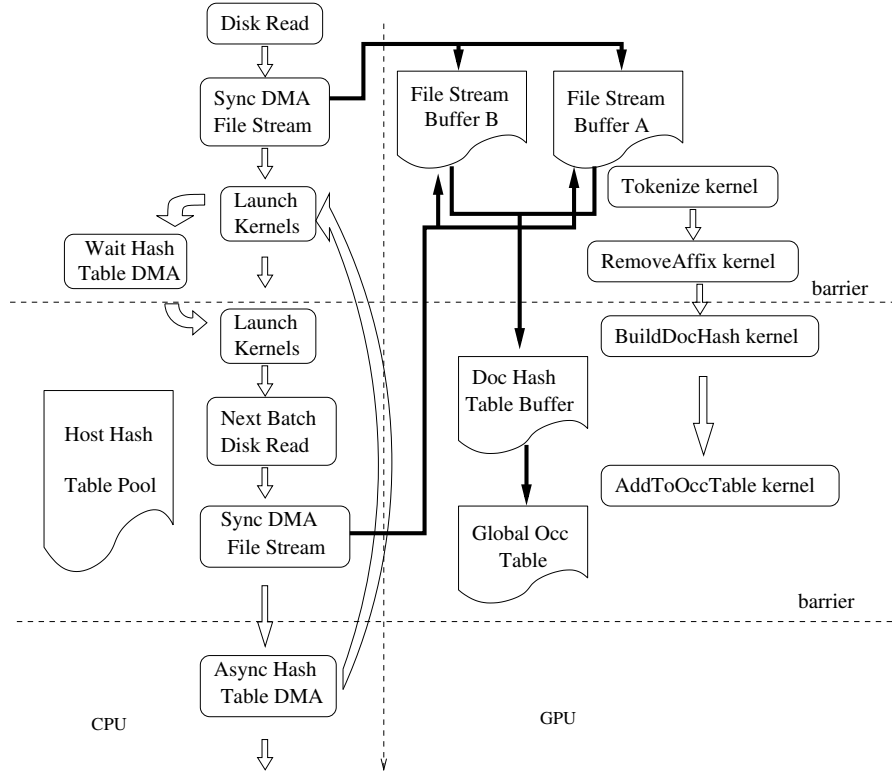 Disk Read
Sync DMA
File Stream
Launch
Kernels
Wait Hash
Table DMA
Launch
Kernels
Next Batch
Disk Read
Host Hash
Table Pool
Sync DMA
File Stream
Async Hash
Table DMA
CPU
File Stream
Buffer B
File Stream
Buffer A
Tokenize kernel
RemoveAffix kernel
barrier
BuildDocHash kernel
Doc Hash
Table Buffer
AddToOccTable kernel
Global Occ
Table
barrier
GPU